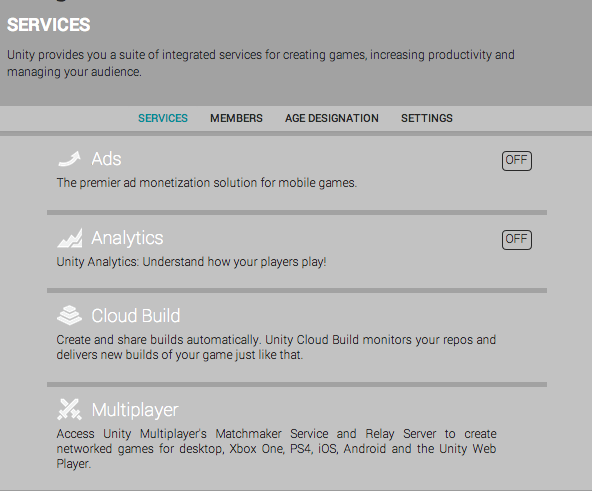 SERVICES
Unity provides you a suite of integrated services for creating games, increasing productivity and
managing your audience.
SERVICES MEMBERS AGE DESIGNATION SETTINGS
Ads OFF
The premier ad monetization solution for mobile games.
Analytics OFF
Unity Analytics: Understand how your players play!
Cloud Build
Create and share builds automatically. Unity Cloud Build monitors your repos and
delivers new builds of your game just like that.
Multiplayer
Access Unity Multiplayer's Matchmaker Service and Relay Server to create
networked games for desktop, Xbox One, PS4, iOS, Android and the Unity Web
Player.